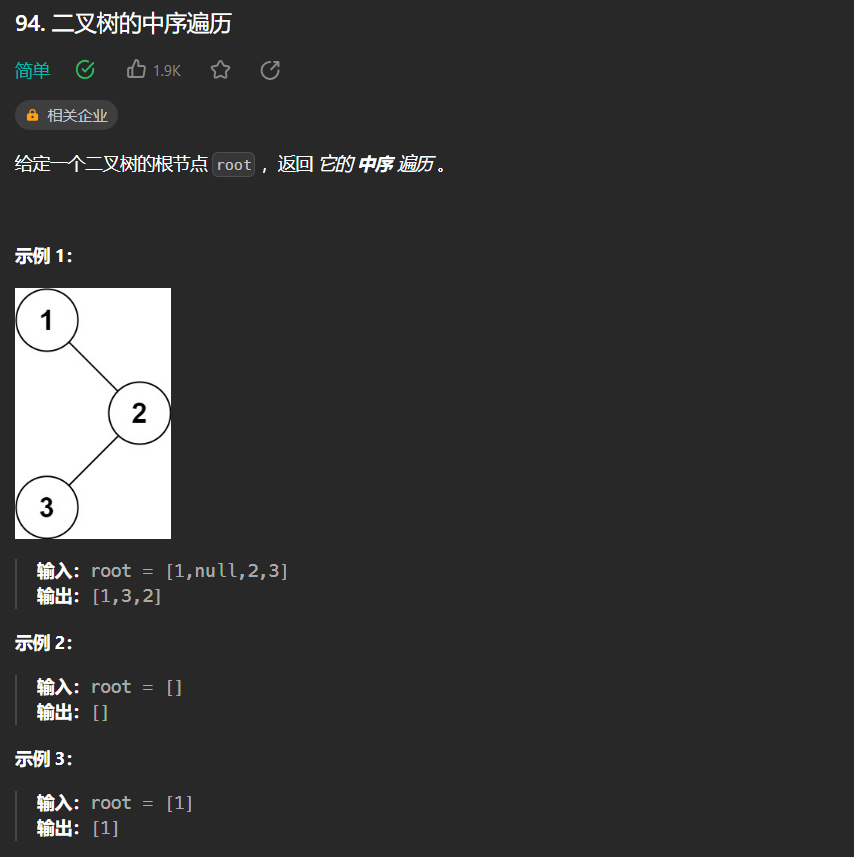 94. 二叉树的中序遍历
简单 1.9K
相关企业
给定一个二叉树的根节点 root ，返回 它的 中序 遍历 。
示例 1：
1
2
3
输入：root = [1,null,2,3]
输出：[1,3,2]
示例 2：
输入：root = []
输出：[]
示例 3：
输入：root = [1]
输出：[1]